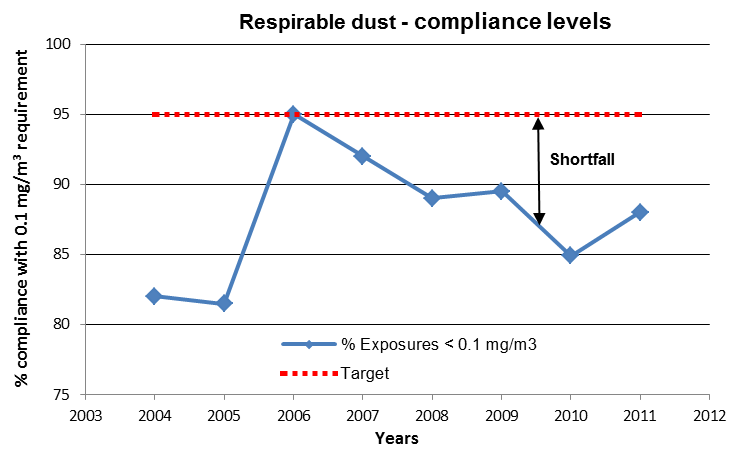 Respirable dust - compliance levels
% compliance with 0.1 mg/m³ requirement
100
95
90
85
80
75
Shortfall
% Exposures < 0.1 mg/m3
Target
2003 2004 2005 2006 2007 2008 2009 2010 2011 2012
Years